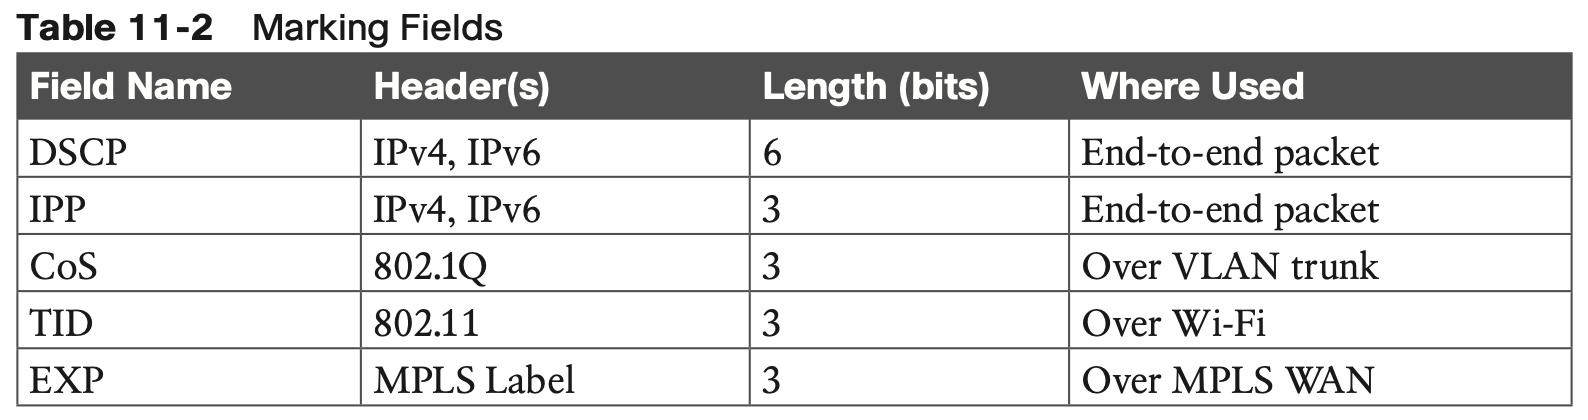 Table 11-2 Marking Fields
Field Name Header(s) Length (bits) Where Used
DSCP IPv4, IPv6 6 End-to-end packet
IPP IPv4, IPv6 3 End-to-end packet
CoS 802.1Q 3 Over VLAN trunk
TID 802.11 3 Over Wi-Fi
EXP MPLS Label 3 Over MPLS WAN